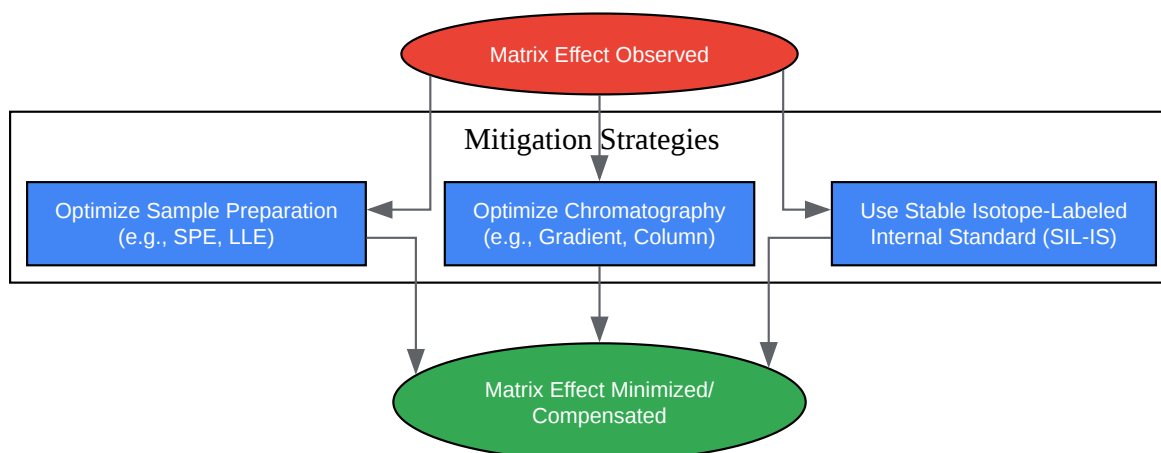 Matrix Effect Observed
Mitigation Strategies
Optimize Sample Preparation
(e.g., SPE, LLE)
Optimize Chromatography
(e.g., Gradient, Column)
Use Stable Isotope-Labeled
Internal Standard (SIL-IS)
Matrix Effect Minimized/
Compensated